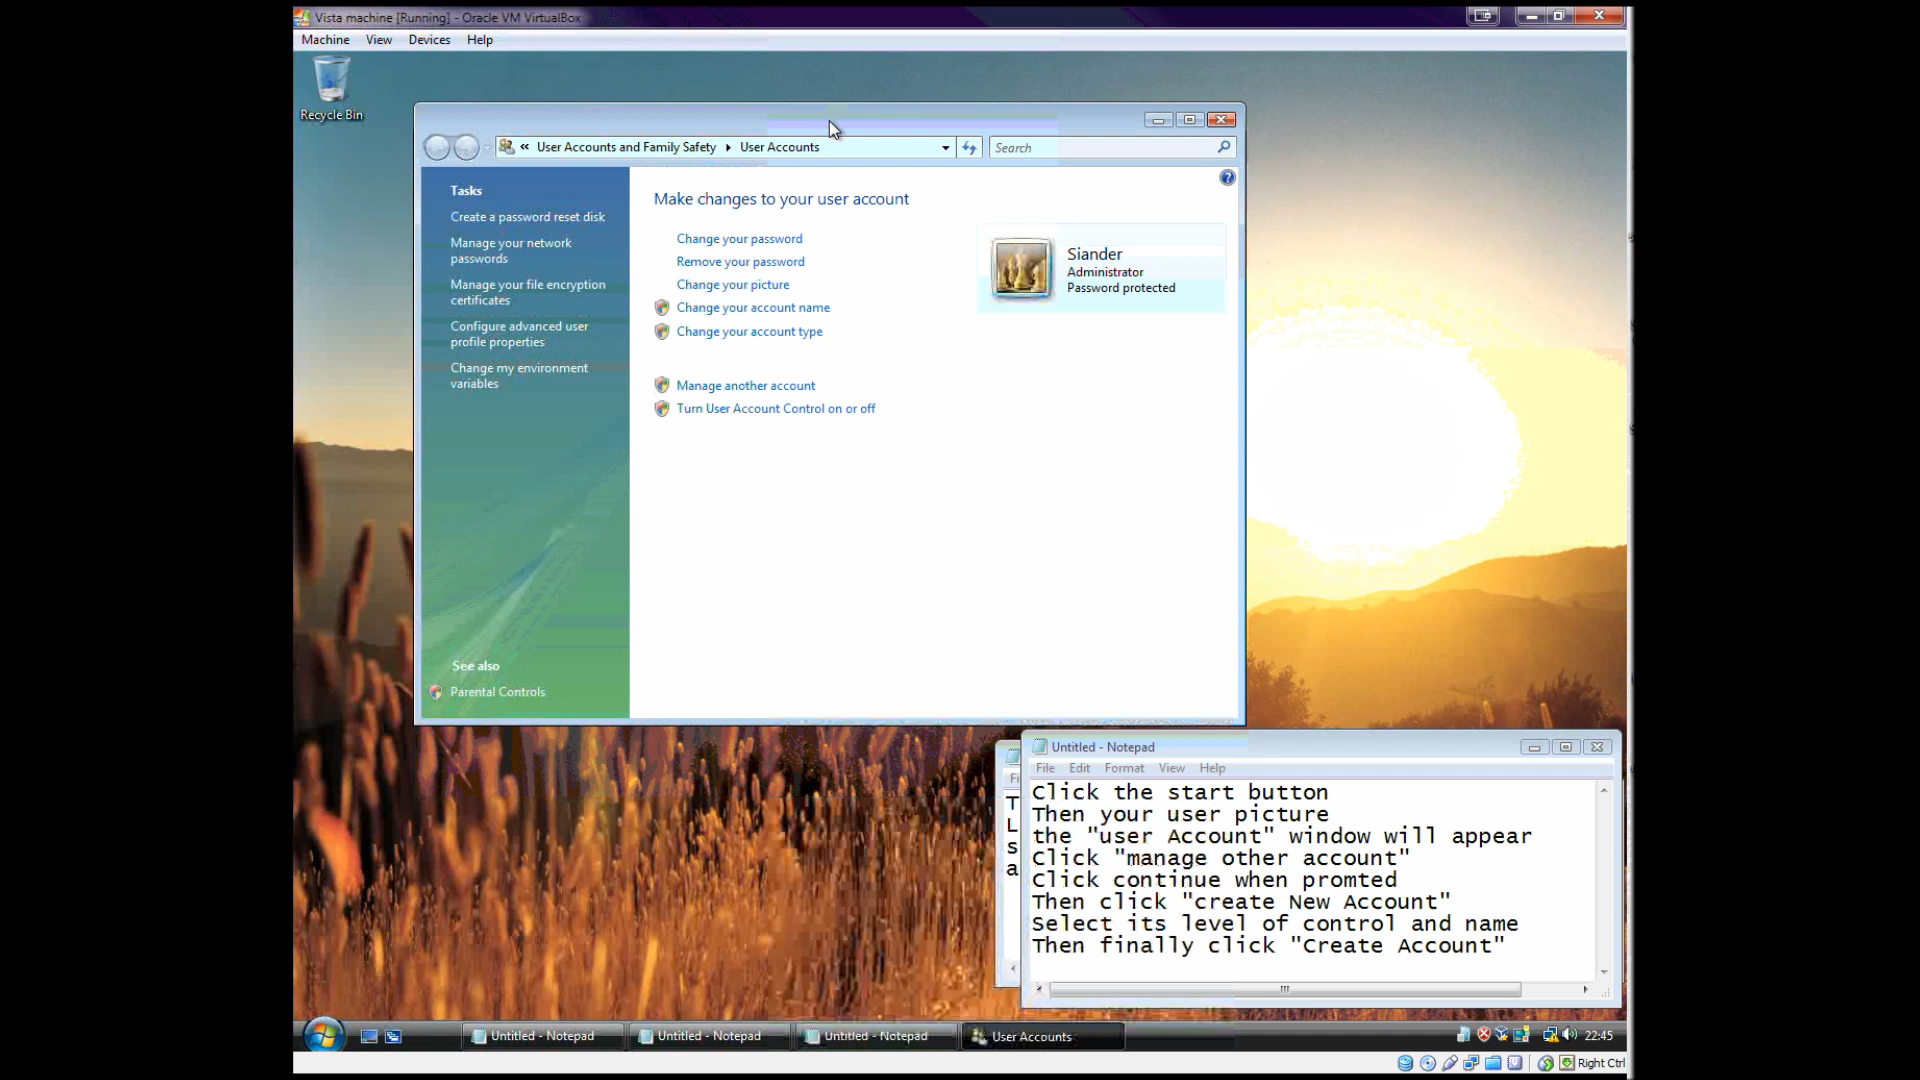 Vista machine [Running] - Oracle VM VirtualBox
Machine View Devices Help
Recycle Bin
« User Accounts and Family Safety User Accounts
Search
Tasks
Create a password reset disk
Manage your network
passwords
Manage your file encryption
certificates
Configure advanced user
profile properties
Change my environment
variables
See also
Parental Controls
Make changes to your user account
Change your password
Remove your password
Change your picture
Change your account name
Change your account type
Manage another account
Turn User Account Control on or off
Siander
Administrator
Password protected
Fi
T
L
s
a
Untitled - Notepad
File Edit Format View Help
Click the start button
Then your user picture
the "user Account" window will appear
Click "manage other account"
Click continue when promted
Then click "create New Account"
Select its level of control and name
Then finally click "Create Account"
Untitled - Notepad Untitled - Notepad Untitled - Notepad User Accounts 22:45
Right Ctrl